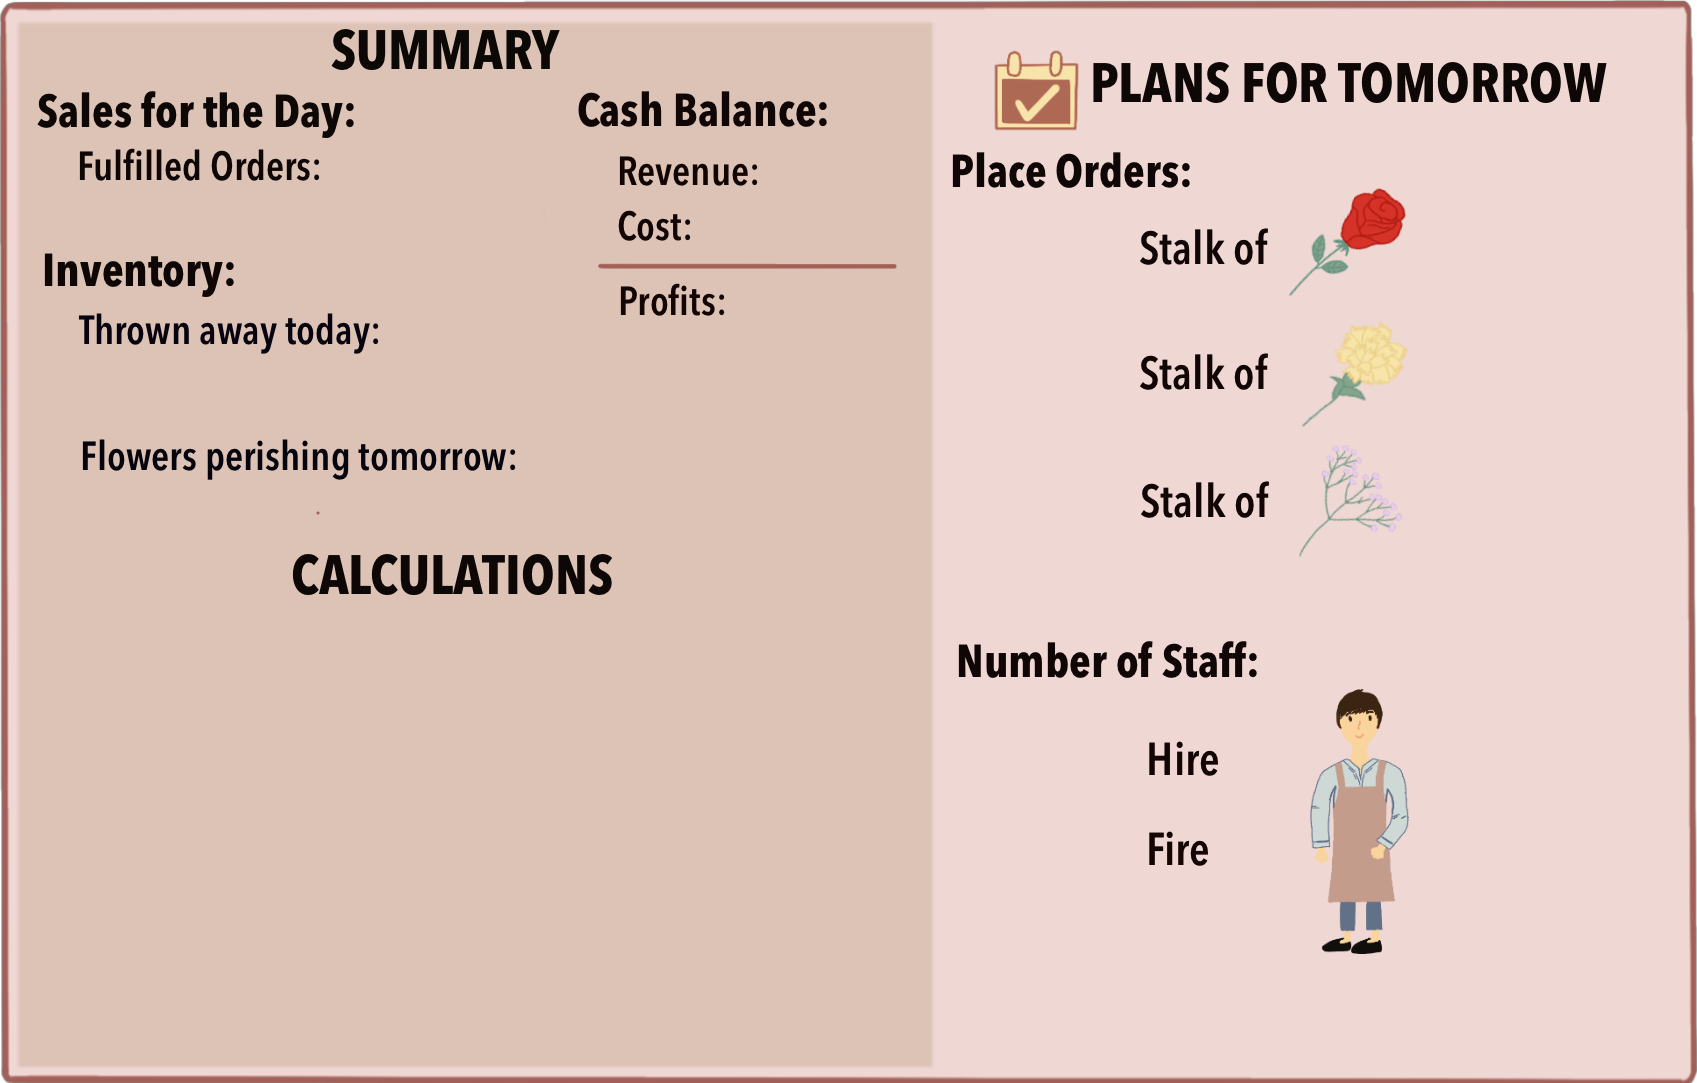 SUMMARY
Sales for the Day:
Fulfilled Orders:
Inventory:
Thrown away today:
Flowers perishing tomorrow:
Cash Balance:
Revenue:
Cost:
Profits:
CALCULATIONS
PLANS FOR TOMORROW
Place Orders:
Stalk of
Stalk of
Stalk of
Number of Staff:
Hire
Fire